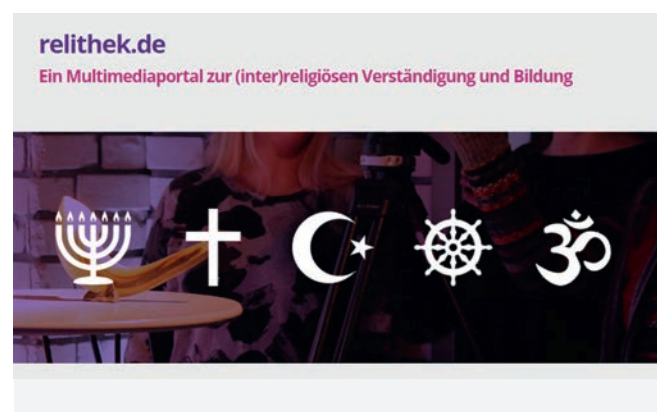 relithek.de
Ein Multimediaportal zur (inter)religiösen Verständigung und Bildung